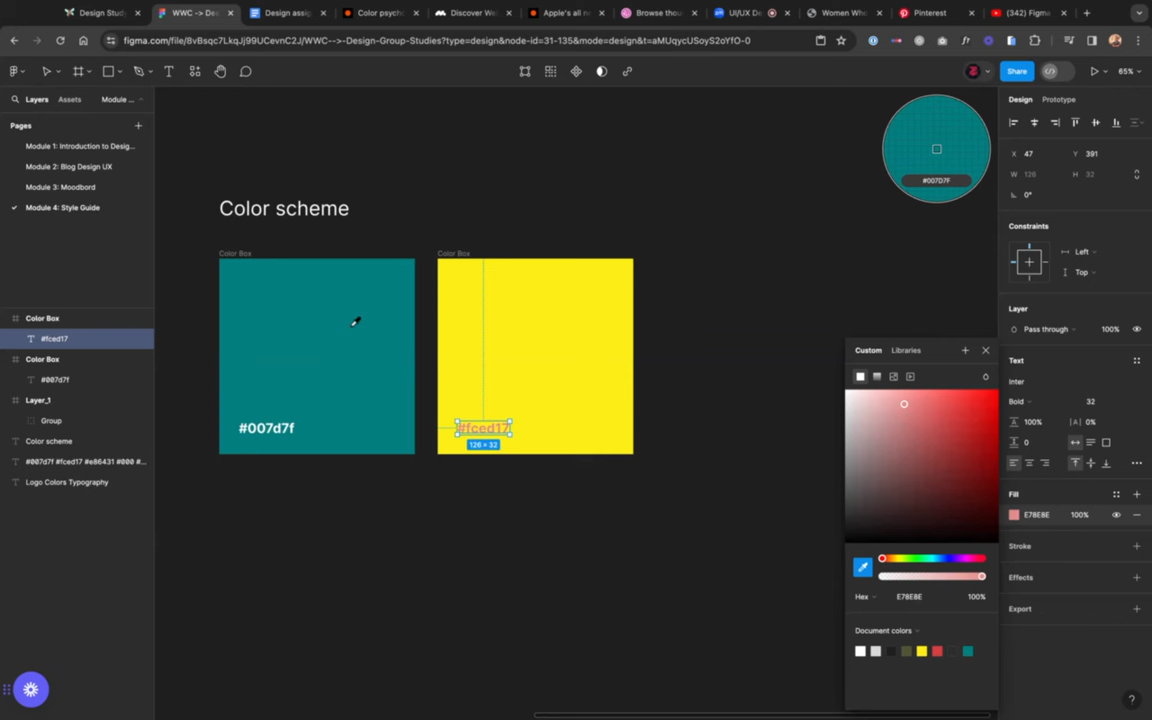 Design Study
WWC -> Des
Design assig
Color psych
Discover We
Apple's all n
Browse thou
UI/UX D
Women Whe
Pinterest
(342) Figma
figma.com/file/8vBsqc7LkqJj99UCevnC2J/WWC-->-Design-Group-Studies?type=design&node-id=31-135&mode=design&t=aMUqycUSoyS2oYfG-0
Share
65%
Layers
Assets
Module ...
Pages
Module 1: Introduction to Desig...
Module 2: Blog Design UX
Module 3: Moodbord
Module 4: Style Guide
Color Box
#fced17
Color Box
#007d7f
Layer_1
Group
Color scheme
#007d7f #fced17 #e86431 #000 #...
Logo Colors Typography
Color scheme
Color Box
Color Box
#007d7f
#fced17
126 × 32
#007D7F
Custom
Libraries
Hex
E78E8E
100%
Document colors
Design
Prototype
X 47
Y 391
W 126
H 32
0°
Constraints
Left
Top
Layer
Pass through
100%
Text
Inter
Bold
32
100%
|A| 0%
0
Fill
E78E8E
100%
Stroke
Effects
Export
?